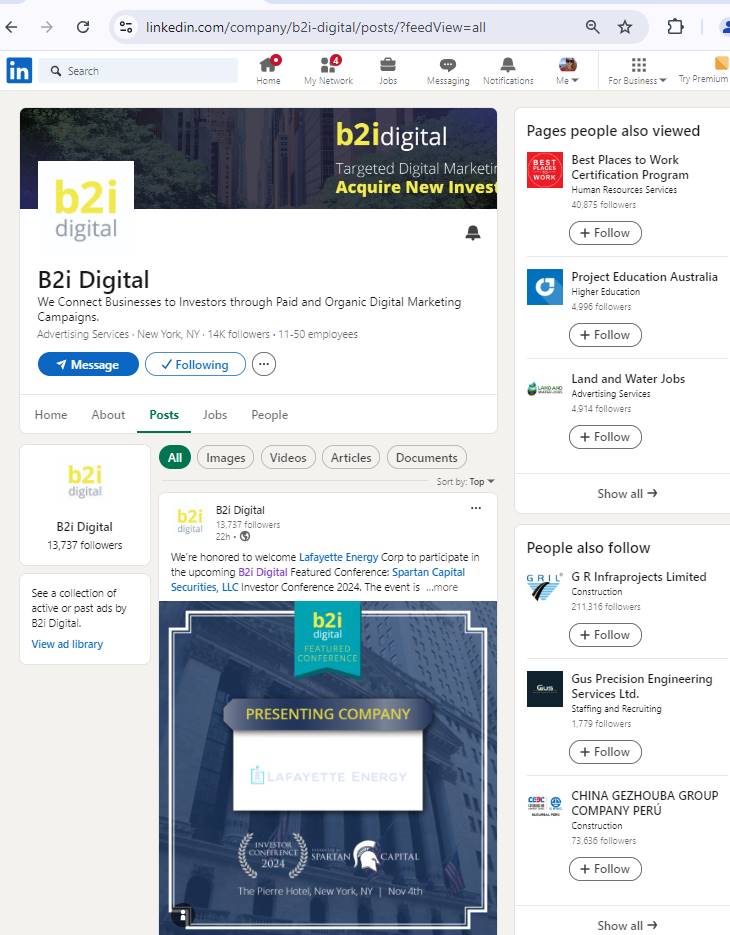 linkedin.com/company/b2i-digital/posts/?feedView=all
in
Search
Home
4
My Network
Jobs
Messaging
Notifications
Me
For Business
Try Premium
b2idigital
Targeted Digital Marketin
Acquire New Invest
b2i
digital
B2i Digital
We Connect Businesses to Investors through Paid and Organic Digital Marketing
Campaigns.
Advertising Services · New York, NY · 14K followers · 11-50 employees
Message
Following
Home
About
Posts
Jobs
People
b2i
digital
B2i Digital
13,737 followers
See a collection of
active or past ads by
B2i Digital.
View ad library
All
Images
Videos
Articles
Documents
Sort by: Top
b2i
digital
B2i Digital
13,737 followers
22h •
We're honored to welcome Lafayette Energy Corp to participate in
the upcoming B2i Digital Featured Conference: Spartan Capital
Securities, LLC Investor Conference 2024. The event is ...more
b2i
digital
FEATURED
CONFERENCE
PRESENTING COMPANY
LAFAYETTE ENERGY
INVESTOR
CONFERENCE
2024
SPARTAN CAPITAL
The Pierre Hotel, New York, NY | Nov 4th
Pages people also viewed
BEST
PLACES
TO
WORK
Best Places to Work
Certification Program
Human Resources Services
40,875 followers
+ Follow
Project Education Australia
Higher Education
4,996 followers
+ Follow
LAND AND
WATER JOBS
Land and Water Jobs
Advertising Services
4,914 followers
+ Follow
Show all →
People also follow
GRIL
G R Infraprojects Limited
Construction
211,316 followers
+ Follow
Gus
Gus Precision Engineering
Services Ltd.
Staffing and Recruiting
1,779 followers
+ Follow
CHINA GEZHOUBA GROUP
COMPANY PERÚ
Construction
73,636 followers
+ Follow
Show all →